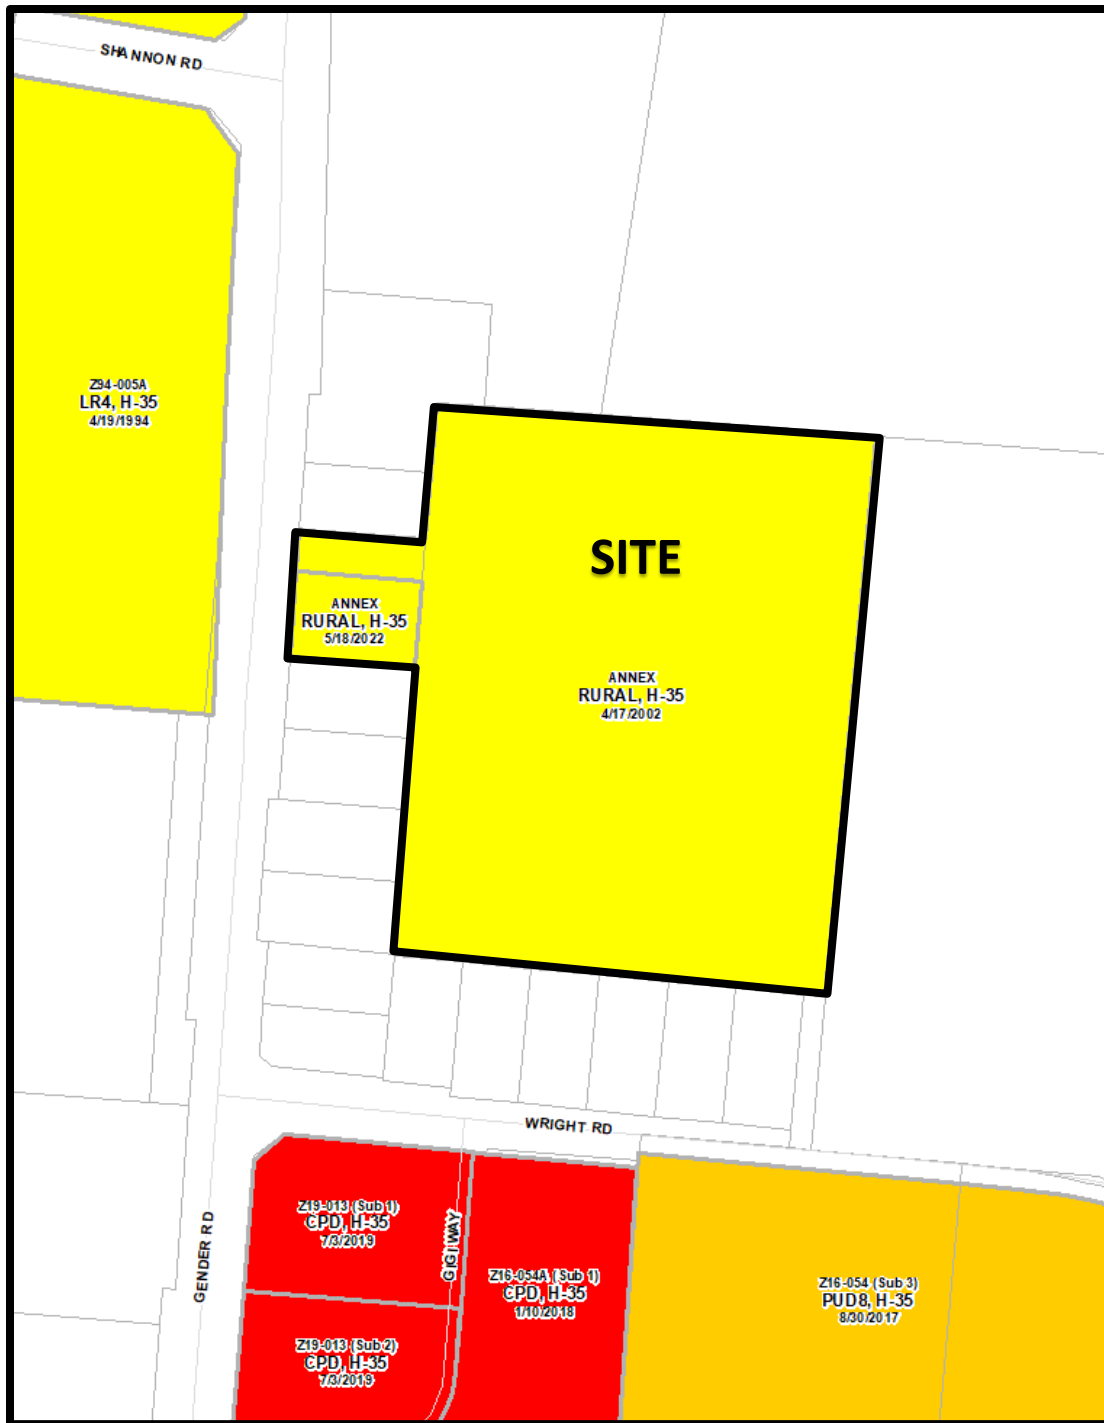 SHANNON RD
Z94-005A
LR4, H-35
4/19/1994
SITE
ANNEX
RURAL, H-35
5/18/2022
ANNEX
RURAL, H-35
4/17/2002
WRIGHT RD
GENDER RD
Z19-013 (Sub 1)
CPD, H-35
7/3/2019
GIGI WAY
Z16-054A (Sub 1)
CPD, H-35
1/10/2018
Z16-054 (Sub 3)
PUD8, H-35
8/30/2017
Z19-013 (Sub 2)
CPD, H-35
7/3/2019